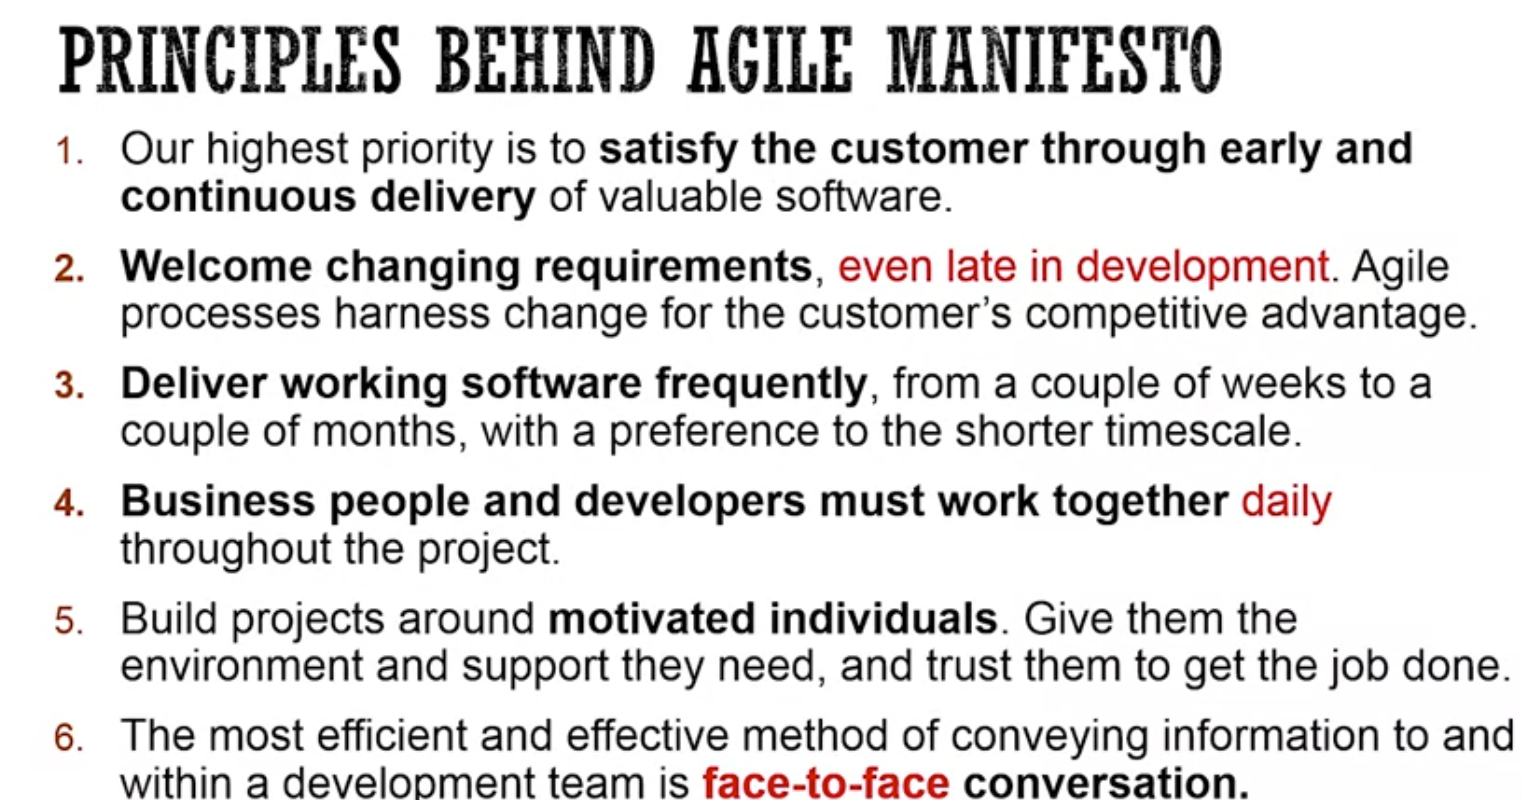 PRINCIPLES BEHIND AGILE MANIFESTO
1. Our highest priority is to satisfy the customer through early and
continuous delivery of valuable software.
2. Welcome changing requirements, even late in development. Agile
processes harness change for the customer’s competitive advantage.
3. Deliver working software frequently, from a couple of weeks to a
couple of months, with a preference to the shorter timescale.
4. Business people and developers must work together daily
throughout the project.
5. Build projects around motivated individuals. Give them the
environment and support they need, and trust them to get the job done.
6. The most efficient and effective method of conveying information to and
within a development team is face-to-face conversation.